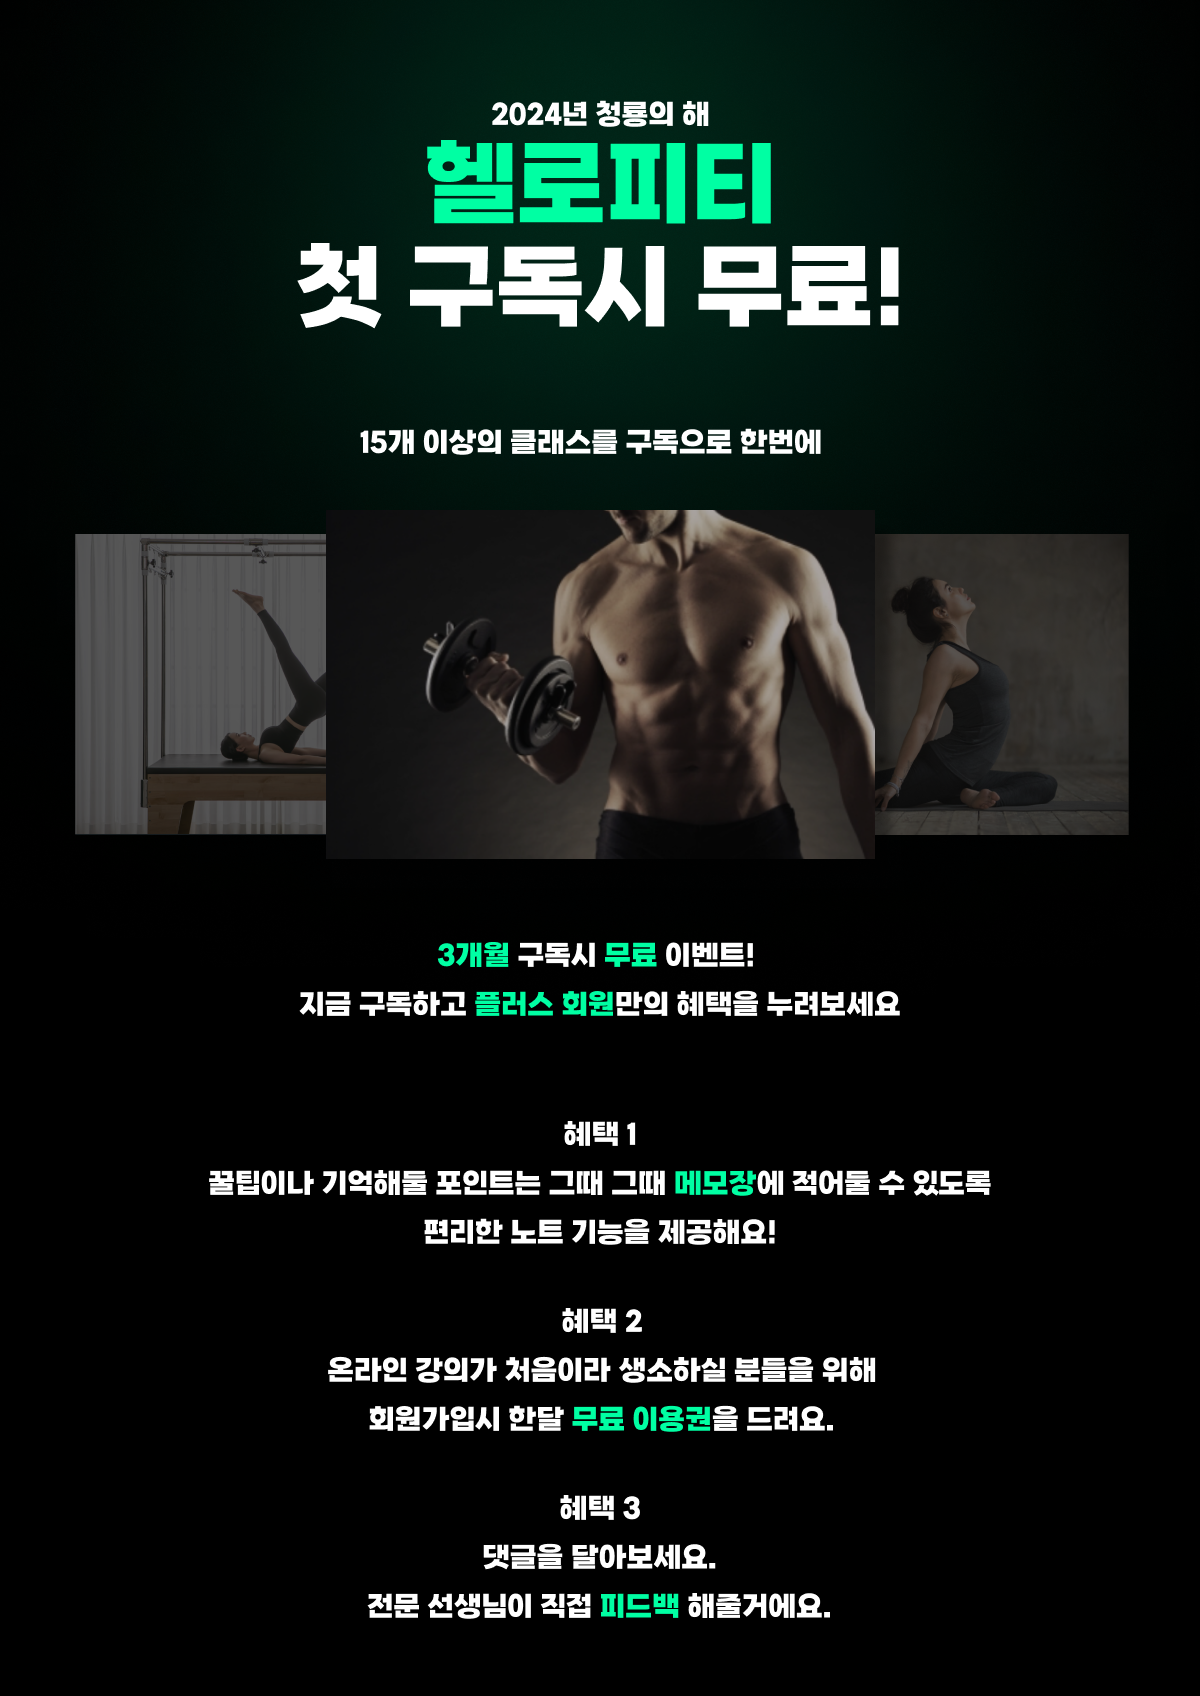 2024년 청룡의 해
헬로피티
첫 구독시 무료!
15개 이상의 클래스를 구독으로 한번에
3개월 구독시 무료 이벤트!
지금 구독하고 플러스 회원만의 혜택을 누려보세요
혜택 1
꿀팁이나 기억해둘 포인트는 그때 그때 메모장에 적어둘 수 있도록
편리한 노트 기능을 제공해요!
혜택 2
온라인 강의가 처음이라 생소하실 분들을 위해
회원가입시 한달 무료 이용권을 드려요.
혜택 3
댓글을 달아보세요.
전문 선생님이 직접 피드백 해줄거에요.